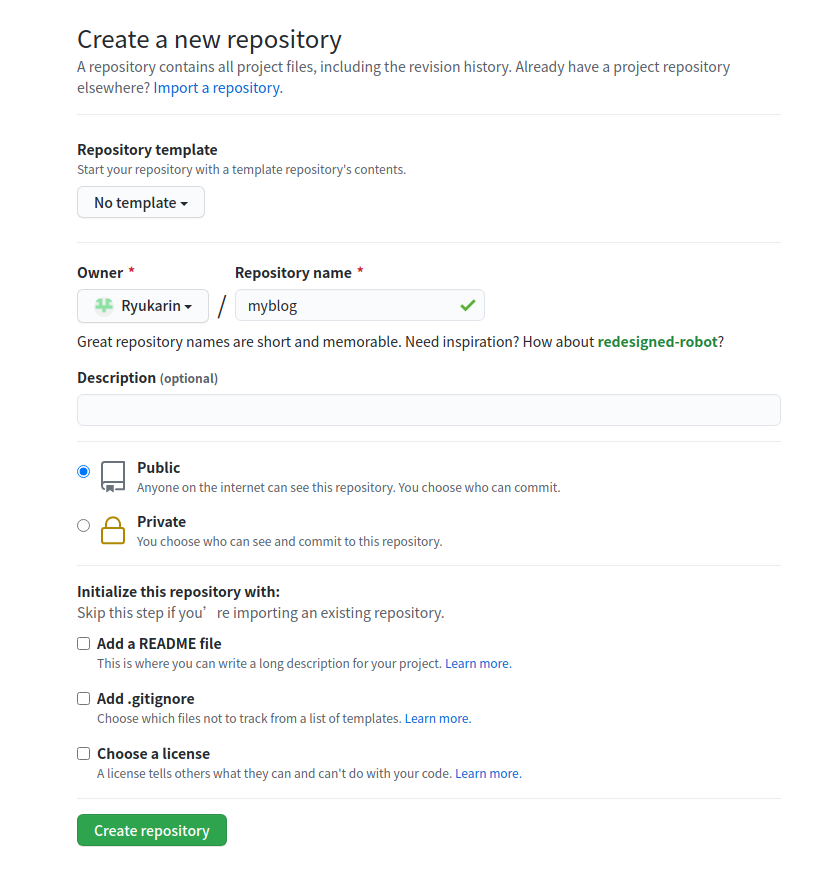 Create a new repository
A repository contains all project files, including the revision history. Already have a project repository
elsewhere? Import a repository.
Repository template
Start your repository with a template repository's contents.
No template
Owner * Repository name *
Ryukarin / myblog
Great repository names are short and memorable. Need inspiration? How about redesigned-robot?
Description (optional)
Public
Anyone on the internet can see this repository. You choose who can commit.
Private
You choose who can see and commit to this repository.
Initialize this repository with:
Skip this step if you’re importing an existing repository.
Add a README file
This is where you can write a long description for your project. Learn more.
Add .gitignore
Choose which files not to track from a list of templates. Learn more.
Choose a license
A license tells others what they can and can't do with your code. Learn more.
Create repository